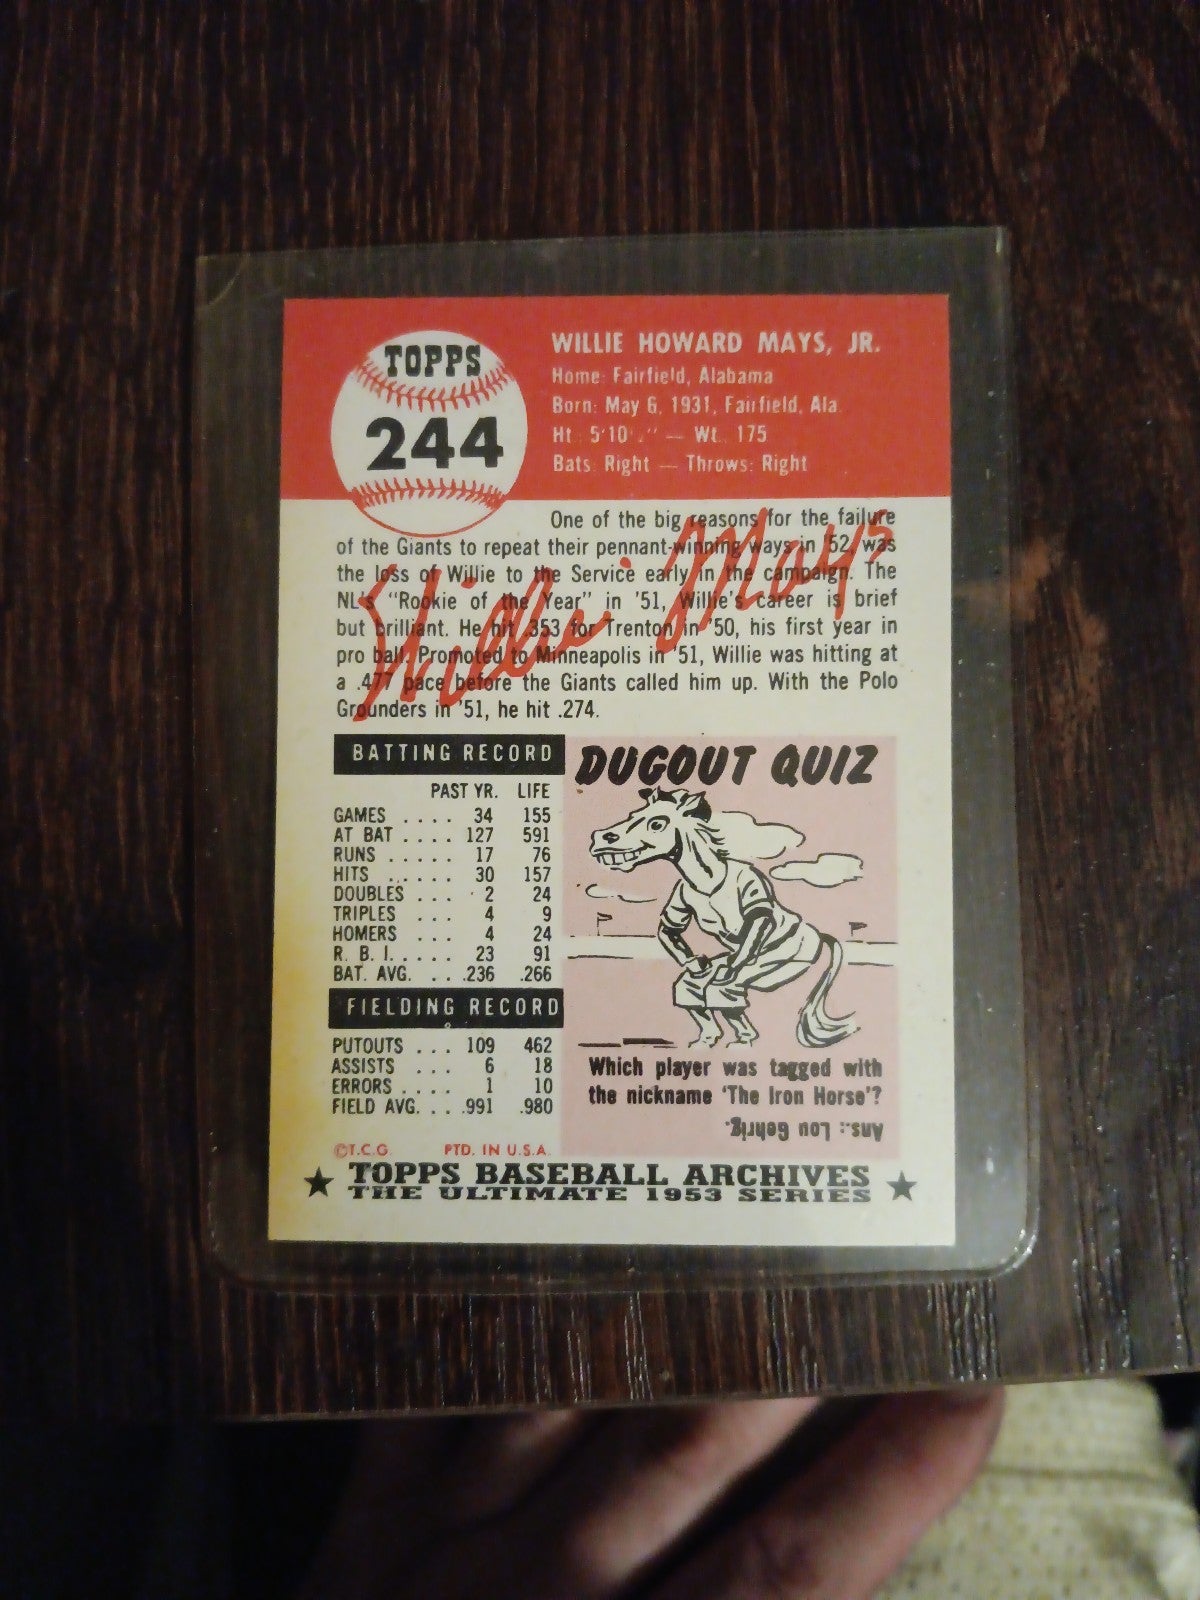 TOPPS
244
WILLIE HOWARD MAYS, JR.
Home: Fairfield, Alabama
Born: May 6, 1931, Fairfield, Ala.
Ht. 5'10 " — Wt. 175
Bats: Right — Throws: Right
One of the big reasons for the failure
of the Giants to repeat their pennant-winning ways in '52, was
the loss of Willie to the Service early in the campaign. The
NL's "Rookie of the Year" in '51, Willie's career is brief
but brilliant. He hit .353 for Trenton in '50, his first year in
pro ball. Promoted to Minneapolis in '51, Willie was hitting at
a .477 pace before the Giants called him up. With the Polo
Grounders in '51, he hit .274.
Willie Mays
BATTING RECORD
PAST YR. LIFE
GAMES .... 34 155
AT BAT .... 127 591
RUNS ..... 17 76
HITS ...... 30 157
DOUBLES ... 2 24
TRIPLES ... 4 9
HOMERS ... 4 24
R. B. I. ..... 23 91
BAT. AVG. ... .236 .266
FIELDING RECORD
PUTOUTS ... 109 462
ASSISTS ... 6 18
ERRORS .... 1 10
FIELD AVG. ... .991 .980
©T.C.G. PTD. IN U.S.A.
DUGOUT QUIZ
Which player was tagged with
the nickname 'The Iron Horse'?
Ans.: Lou Gehrig.
★ TOPPS BASEBALL ARCHIVES ★
THE ULTIMATE 1953 SERIES